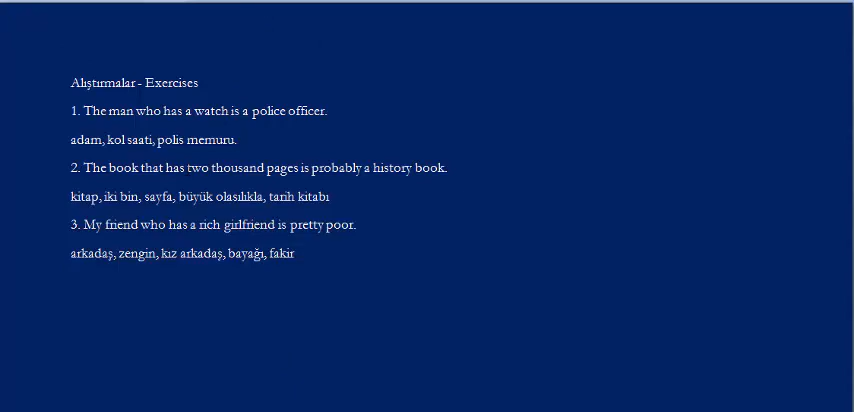 Alıştırmalar - Exercises
1. The man who has a watch is a police officer.
adam, kol saati, polis memuru.
2. The book that has two thousand pages is probably a history book.
kitap, iki bin, sayfa, büyük olasılıkla, tarih kitabı
3. My friend who has a rich girlfriend is pretty poor.
arkadaş, zengin, kız arkadaş, bayağı, fakir